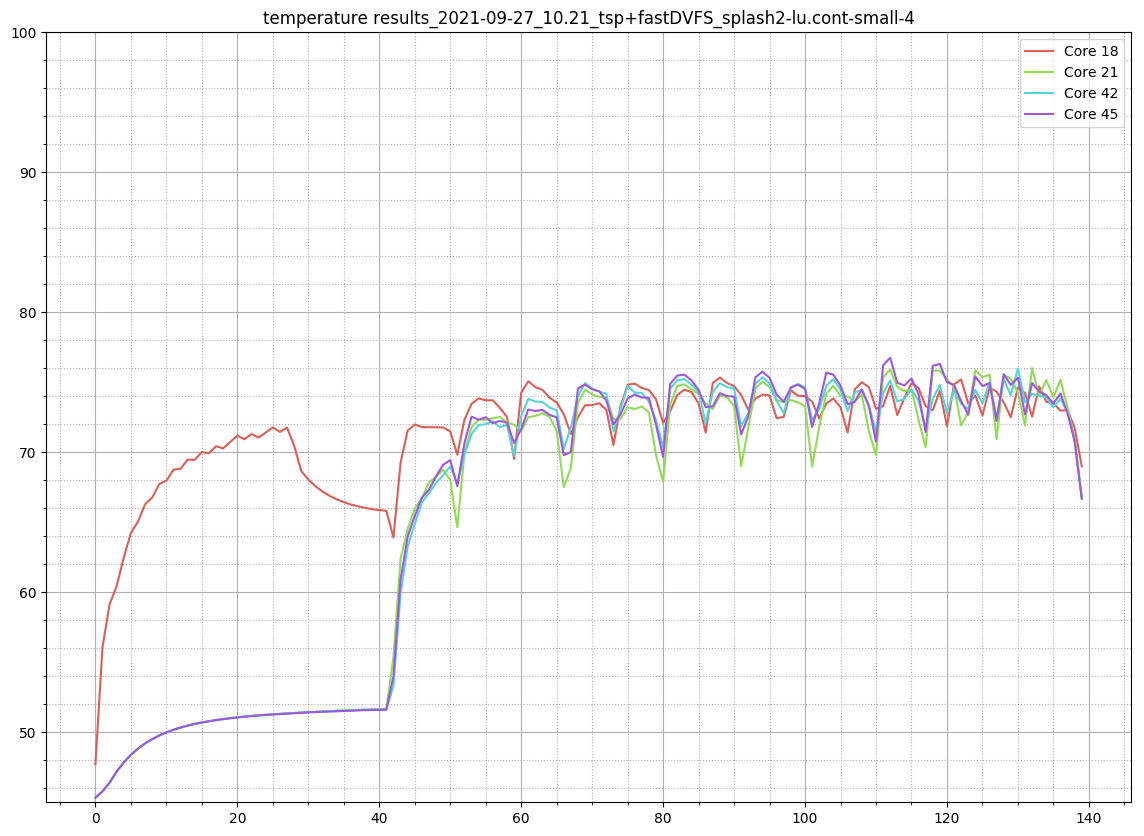 temperature results_2021-09-27_10.21_tsp+fastDVFS_splash2-lu.cont-small-4
Core 18
Core 21
Core 42
Core 45
100
90
80
70
60
50
0 20 40 60 80 100 120 140